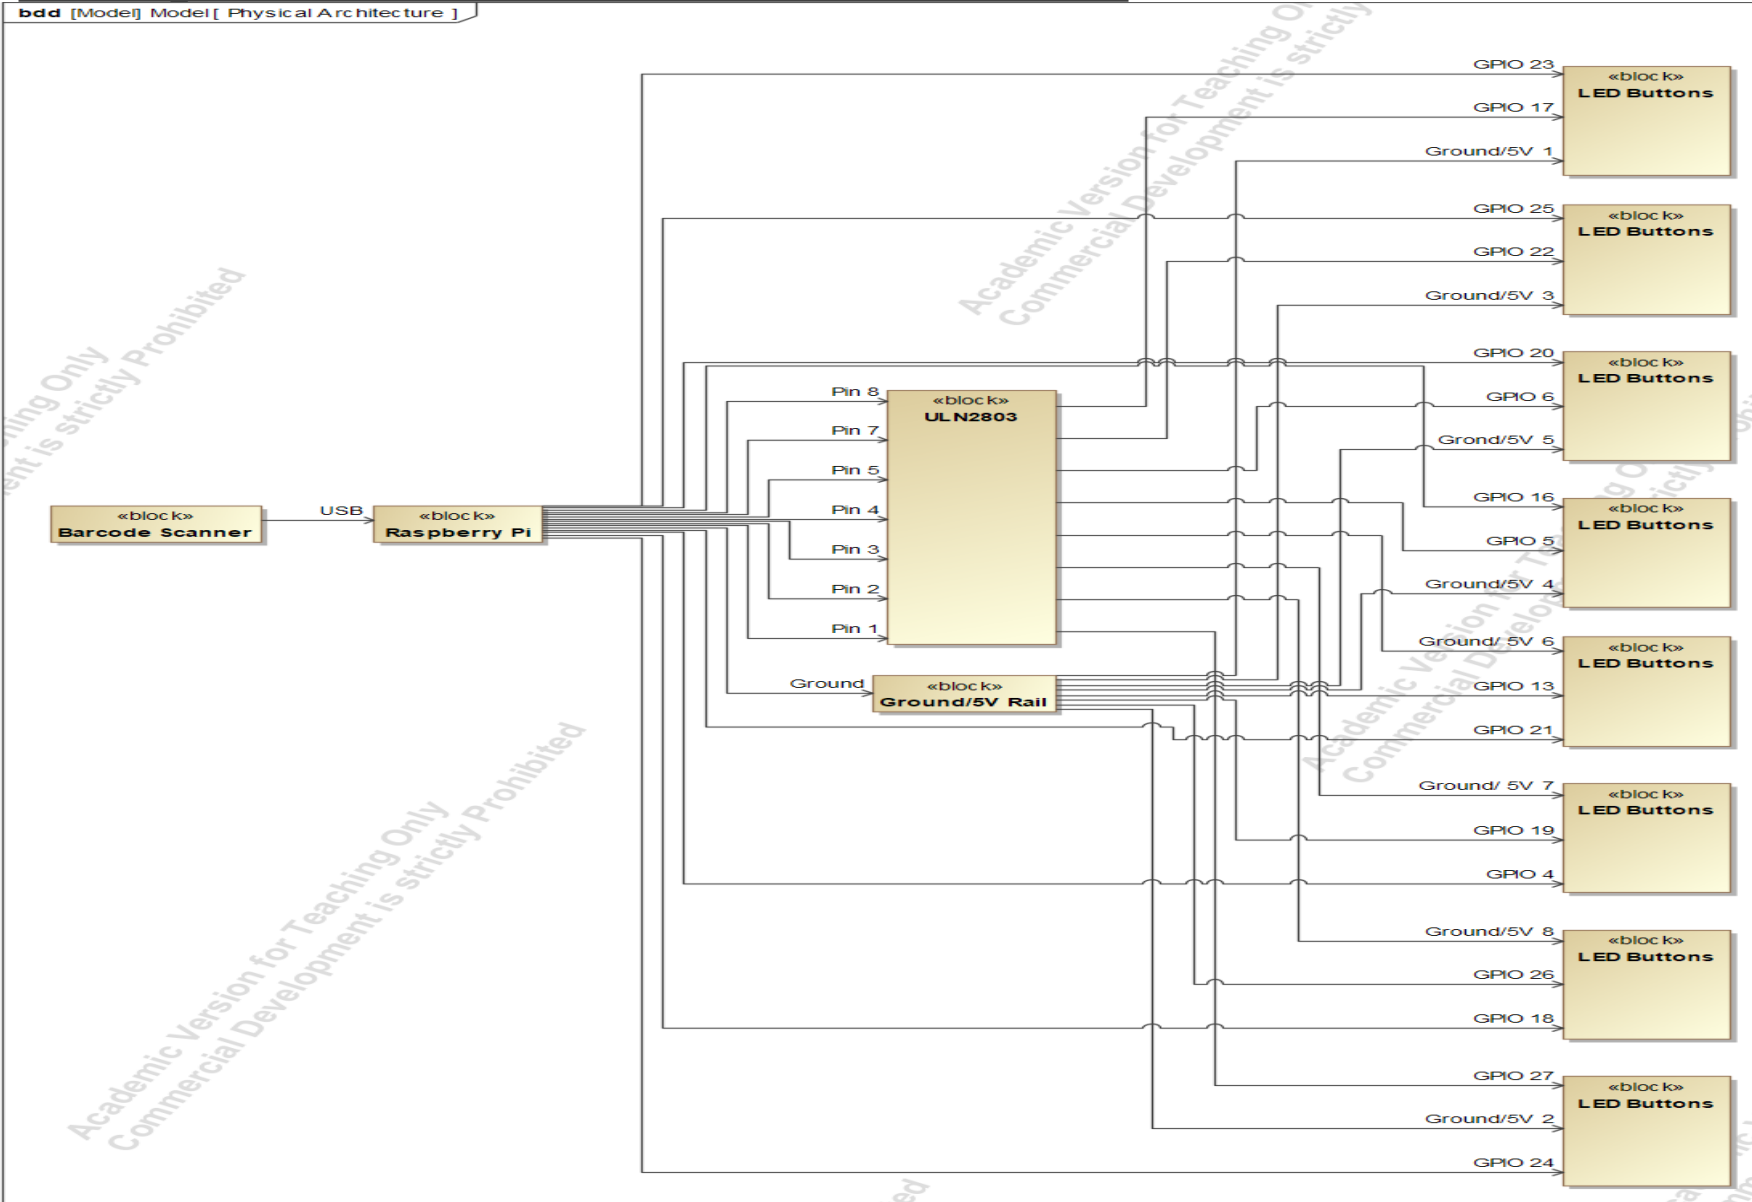 bdd [Model] Model [ Physical Architecture ]
GPIO 23
«block»
LED Buttons
GPIO 17
Ground/5V 1
GPIO 25
«block»
LED Buttons
GPIO 22
Ground/5V 3
GPIO 20
«block»
LED Buttons
GPIO 6
Grond/5V 5
GPIO 16
«block»
LED Buttons
GPIO 5
Ground/5V 4
Ground/ 5V 6
«block»
LED Buttons
GPIO 13
GPIO 21
Ground/ 5V 7
«block»
LED Buttons
GPIO 19
GPIO 4
Ground/5V 8
«block»
LED Buttons
GPIO 26
GPIO 18
GPIO 27
«block»
LED Buttons
Ground/5V 2
GPIO 24
Pin 8
Pin 7
Pin 5
Pin 4
Pin 3
Pin 2
Pin 1
«block»
ULN2803
Ground
«block»
Ground/5V Rail
«block»
Barcode Scanner
USB
«block»
Raspberry Pi
Academic Version for Teaching Only
Commercial Development is strictly Prohibited